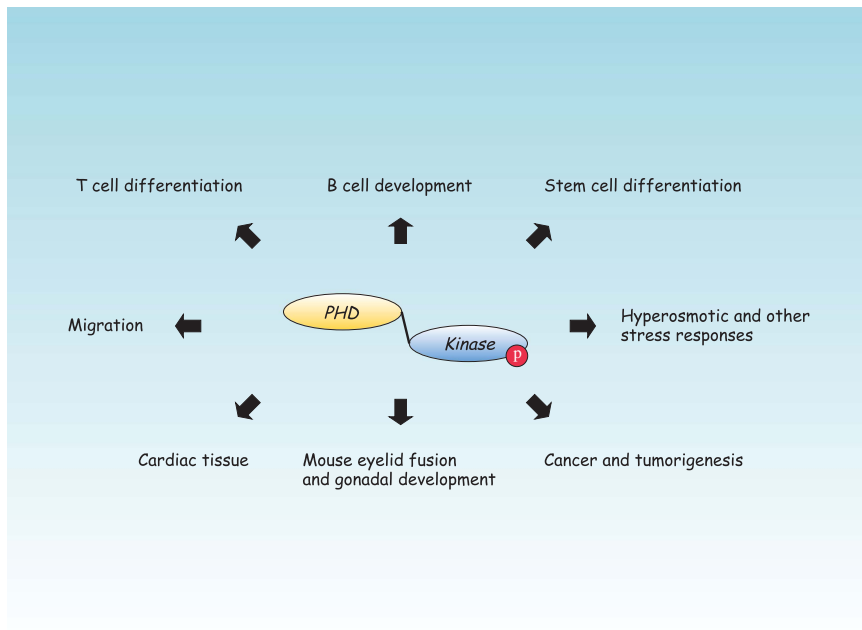 T cell differentiation
B cell development
Stem cell differentiation
PHD
Migration
Hyperosmotic and other
stress responses
Kinase
P
Cardiac tissue
Mouse eyelid fusion
and gonadal development
Cancer and tumorigenesis